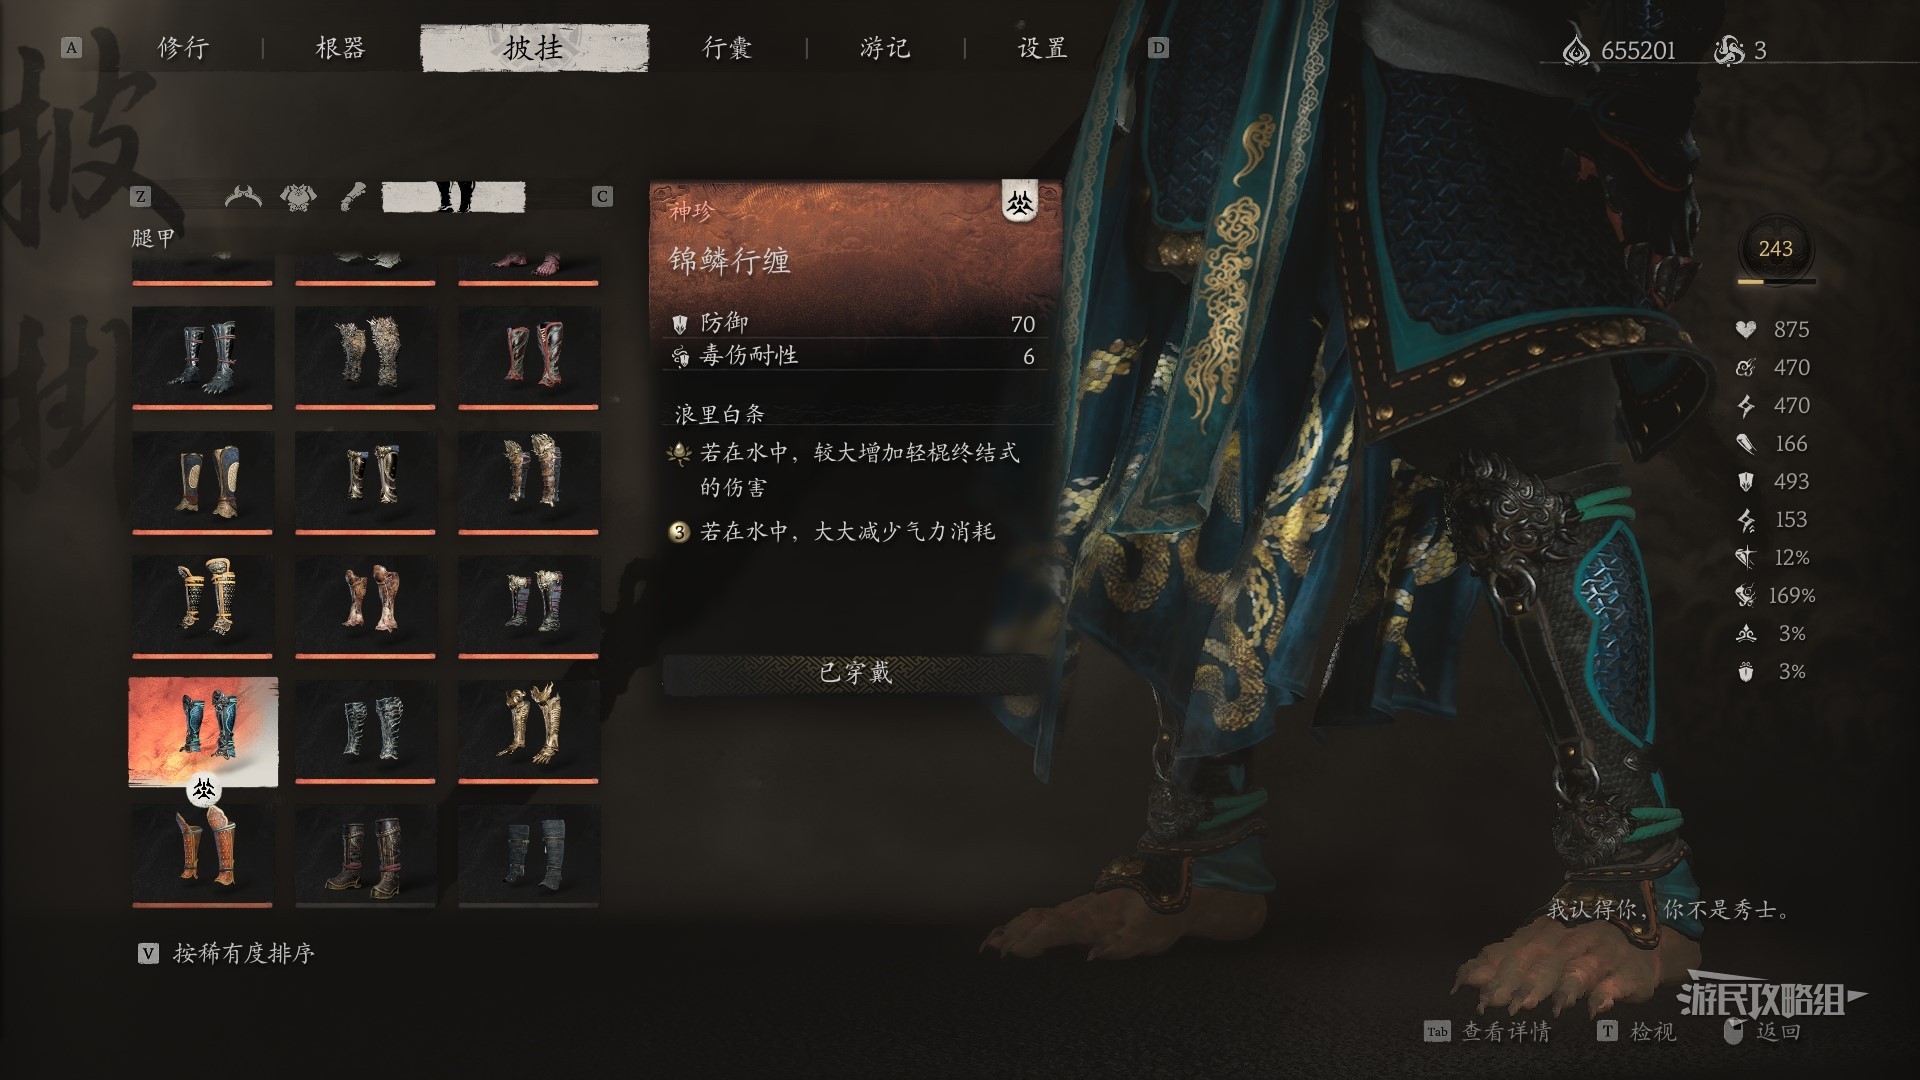 A 修行 根器 披挂 行囊 游记 设置 D 655201 3
披挂
Z C
腿甲
神珍
锦鳞行缠
防御 70
毒伤耐性 6
浪里白条
若在水中，较大增加轻棍终结式
的伤害
3 若在水中，大大减少气力消耗
已穿戴
243
875
470
470
166
493
153
12%
169%
3%
3%
我认得你，你不是秀士。
V 按稀有度排序
游民攻略组
Tab 查看详情 T 检视 返回